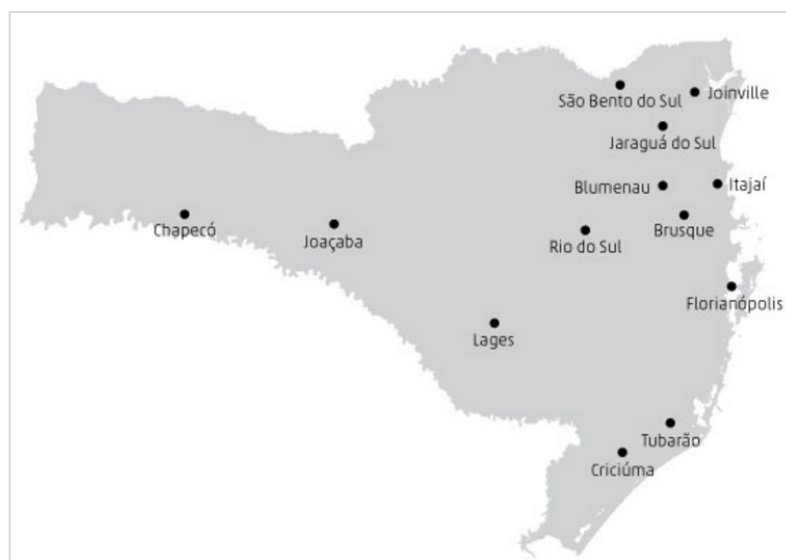 São Bento do Sul
Joinville
Jaraguá do Sul
Blumenau
Itajaí
Chapecó
Joaçaba
Rio do Sul
Brusque
Florianópolis
Lages
Tubarão
Criciúma